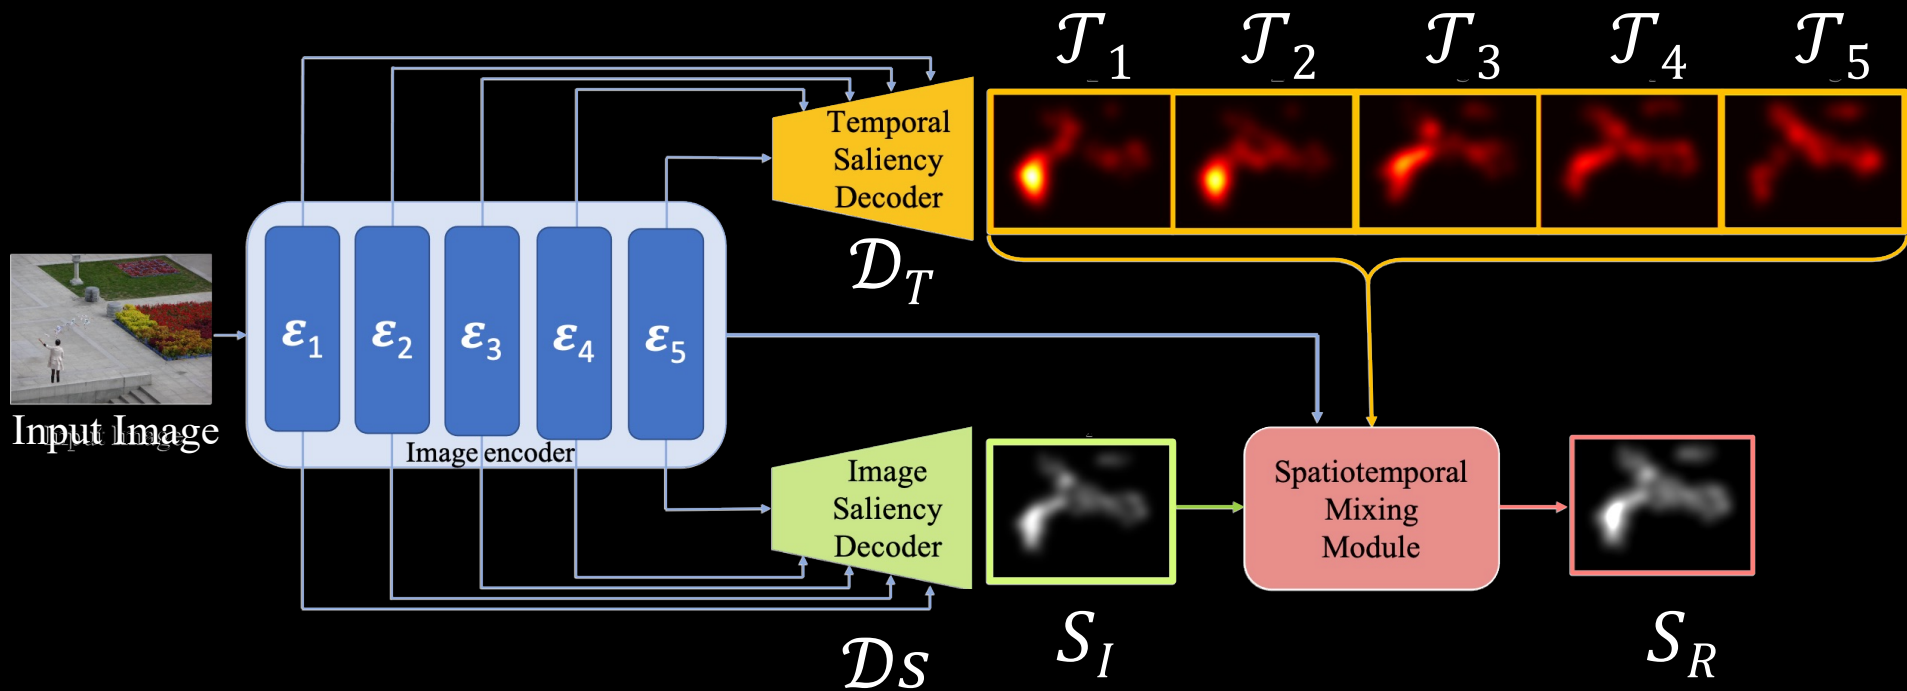 𝒯1 𝒯2 𝒯3 𝒯4 𝒯5
Temporal
Saliency
Decoder
𝒟T
ε1 ε2 ε3 ε4 ε5
Input Image
Image encoder
Image
Saliency
Decoder
Spatiotemporal
Mixing
Module
𝒟S
SI
SR